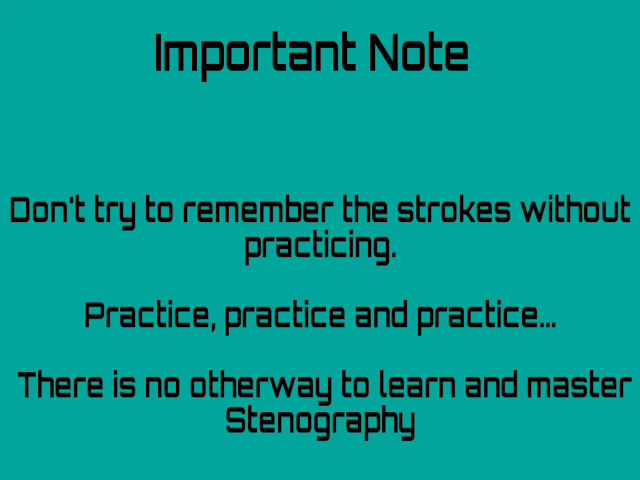 Important Note
Don't try to remember the strokes without
practicing.
Practice, practice and practice...
There is no otherway to learn and master
Stenography